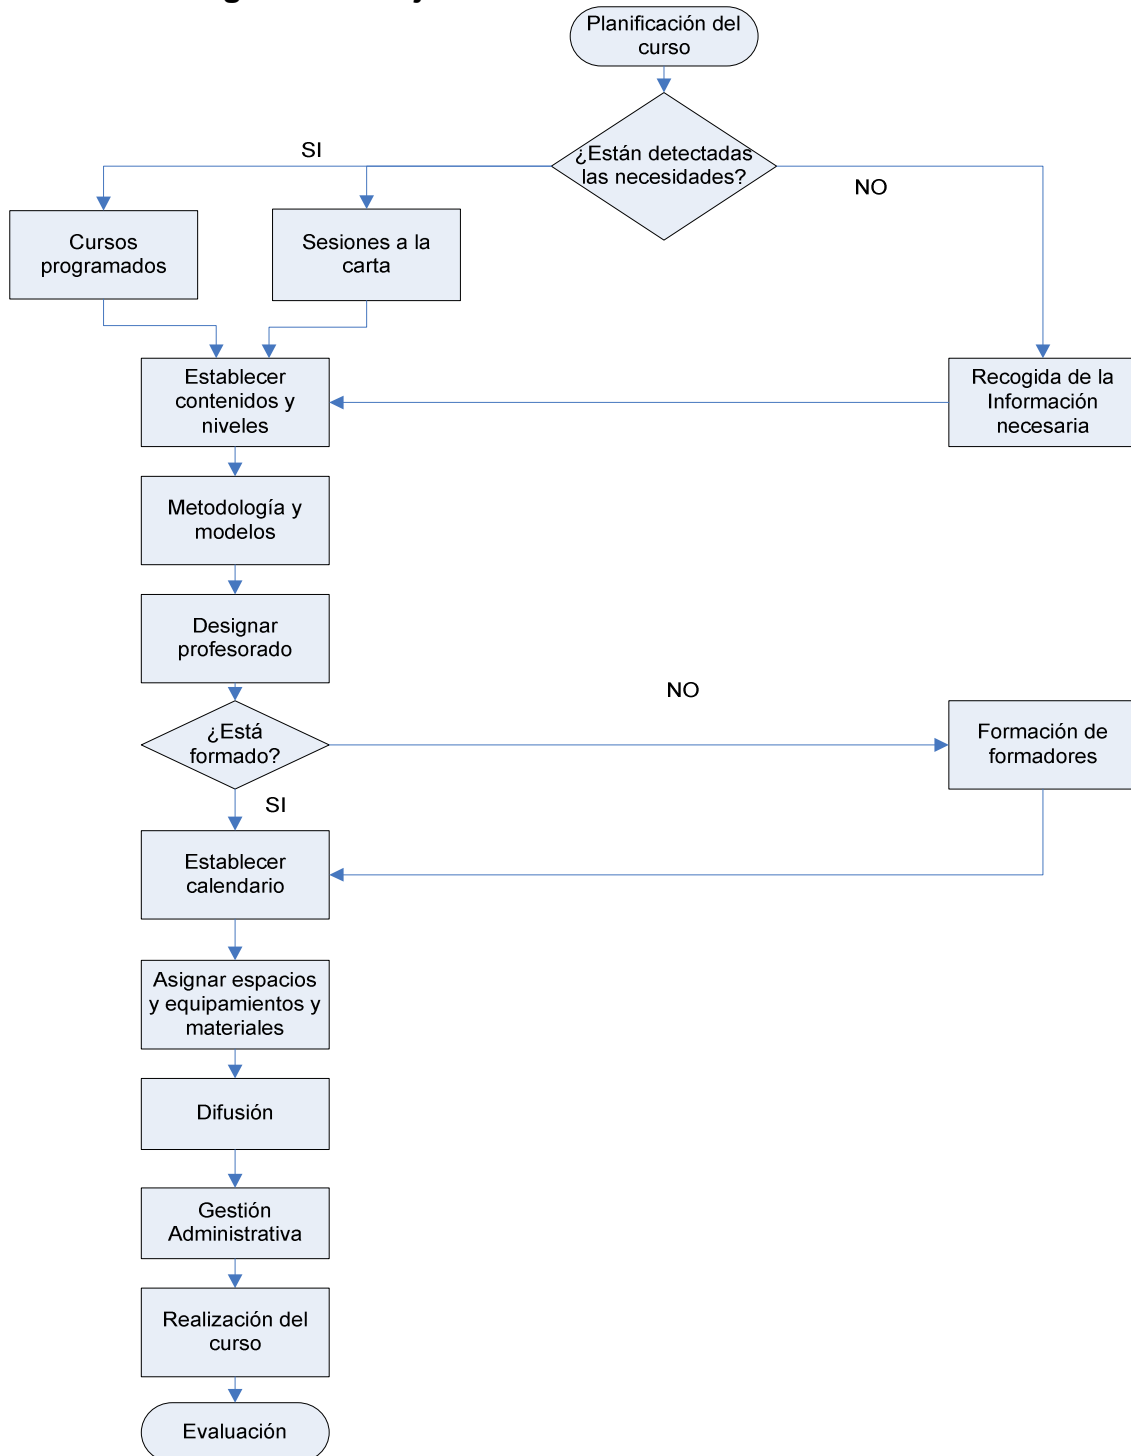 Planificación del
curso
¿Están detectadas
las necesidades?
SI
NO
Cursos
programados
Sesiones a la
carta
Establecer
contenidos y
niveles
Recogida de la
Información
necesaria
Metodología y
modelos
Designar
profesorado
¿Está
formado?
NO
Formación de
formadores
SI
Establecer
calendario
Asignar espacios
y equipamientos y
materiales
Difusión
Gestión
Administrativa
Realización del
curso
Evaluación